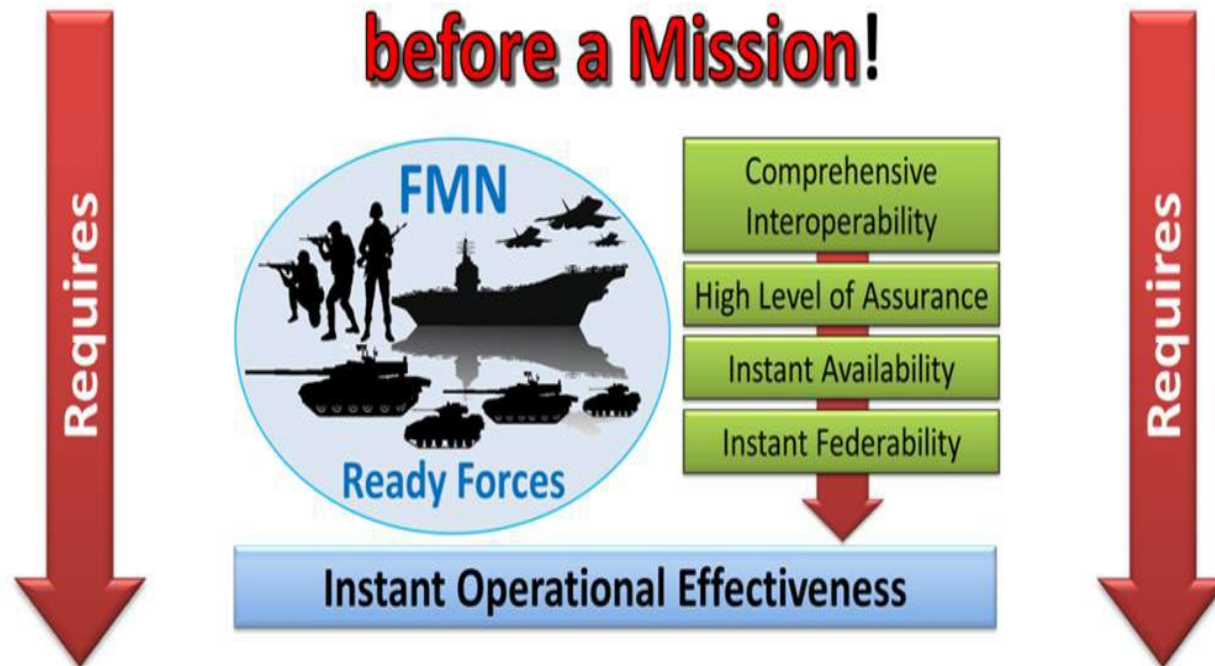 before a Mission!
Requires
FMN
Ready Forces
Comprehensive
Interoperability
High Level of Assurance
Instant Availability
Instant Federability
Requires
Instant Operational Effectiveness